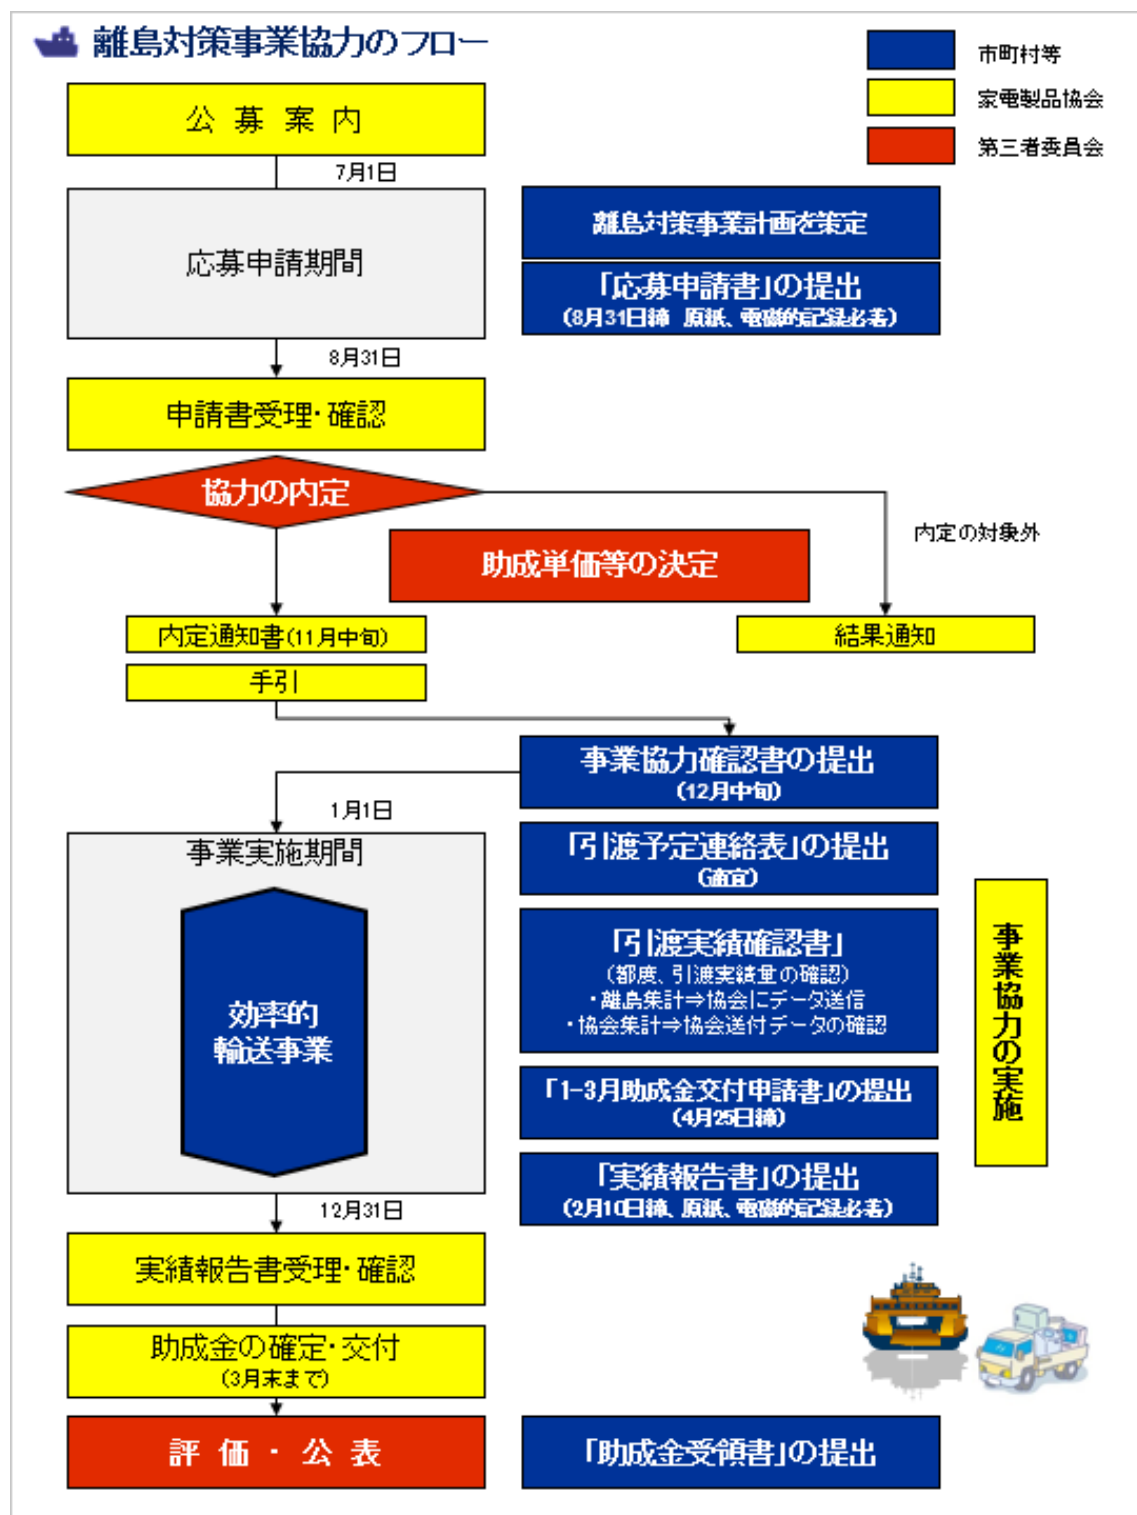 離島対策事業協力のフロー
市町村等
家電製品協会
第三者委員会
公募案内
7月1日
応募申請期間
離島対策事業計画を策定
「応募申請書」の提出
(8月31日締 原紙、電磁的記録必着)
8月31日
申請書受理・確認
協力の内定
内定の対象外
助成単価等の決定
内定通知書(11月中旬)
結果通知
手引
事業協力確認書の提出
(12月中旬)
1月1日
事業実施期間
効率的
輸送事業
「引渡予定連絡表」の提出
(適宜)
「引渡実績確認書」
(都度、引渡実績量の確認)
・離島集計⇒協会にデータ送信
・協会集計⇒協会送付データの確認
「1-3月助成金交付申請書」の提出
(4月25日締)
「実績報告書」の提出
(2月10日締、原紙、電磁的記録必着)
事業協力の実施
12月31日
実績報告書受理・確認
助成金の確定・交付
(3月末まで)
評価・公表
「助成金受領書」の提出